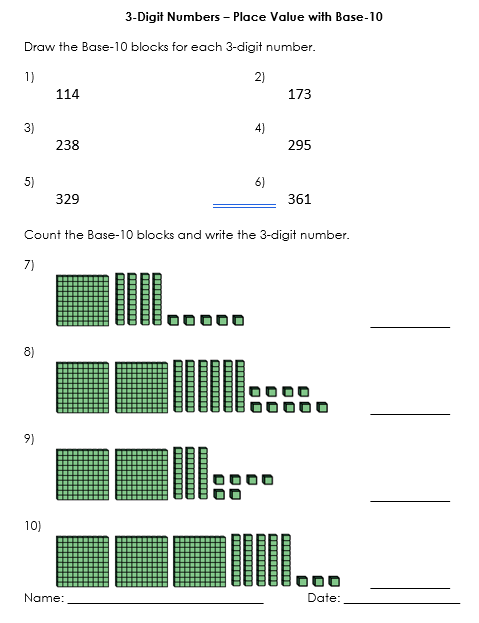 3-Digit Numbers – Place Value with Base-10
Draw the Base-10 blocks for each 3-digit number.
1) 2)
114 173
3) 4)
238 295
5) 6)
329 361
Count the Base-10 blocks and write the 3-digit number.
7)
8)
9)
10)
Name: Date: